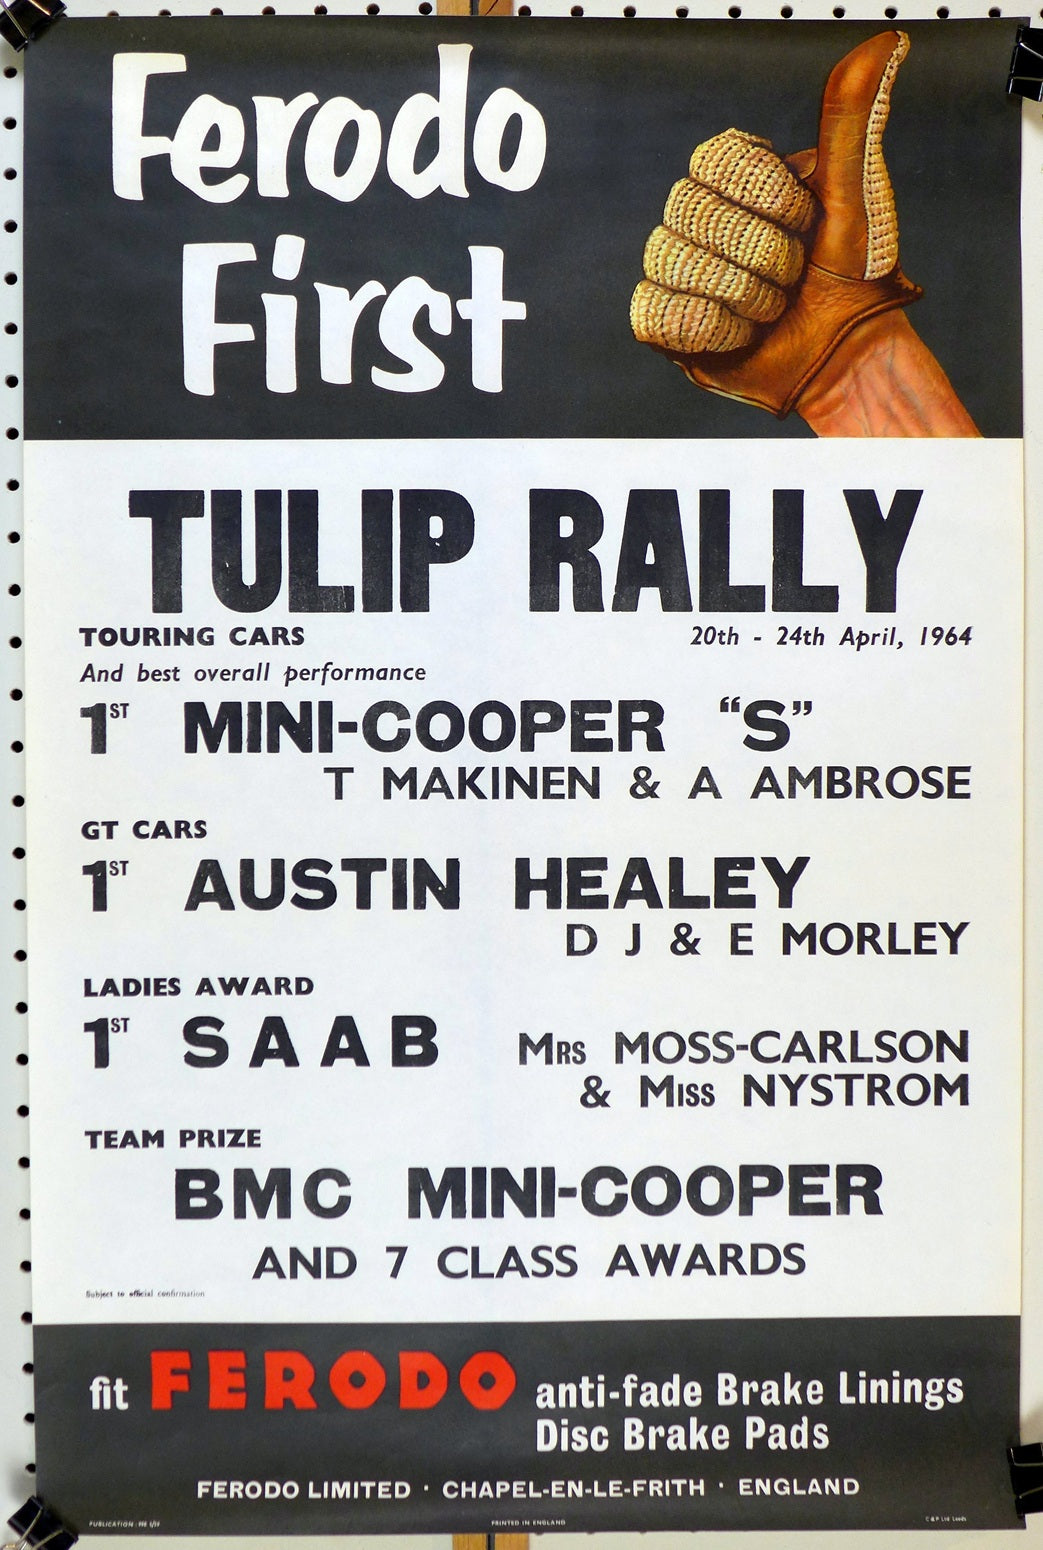 Ferodo
First
TULIP RALLY
TOURING CARS
20th - 24th April, 1964
And best overall performance
1ST MINI-COOPER “S”
T MAKINEN & A AMBROSE
GT CARS
1ST AUSTIN HEALEY
D J & E MORLEY
LADIES AWARD
1ST SAAB MRS MOSS-CARLSON
& MISS NYSTROM
TEAM PRIZE
BMC MINI-COOPER
AND 7 CLASS AWARDS
Subject to official confirmation
fit FERODO anti-fade Brake Linings
Disc Brake Pads
FERODO LIMITED · CHAPEL-EN-LE-FRITH · ENGLAND
PUBLICATION
PRINTED IN ENGLAND
C & P Ltd Leeds